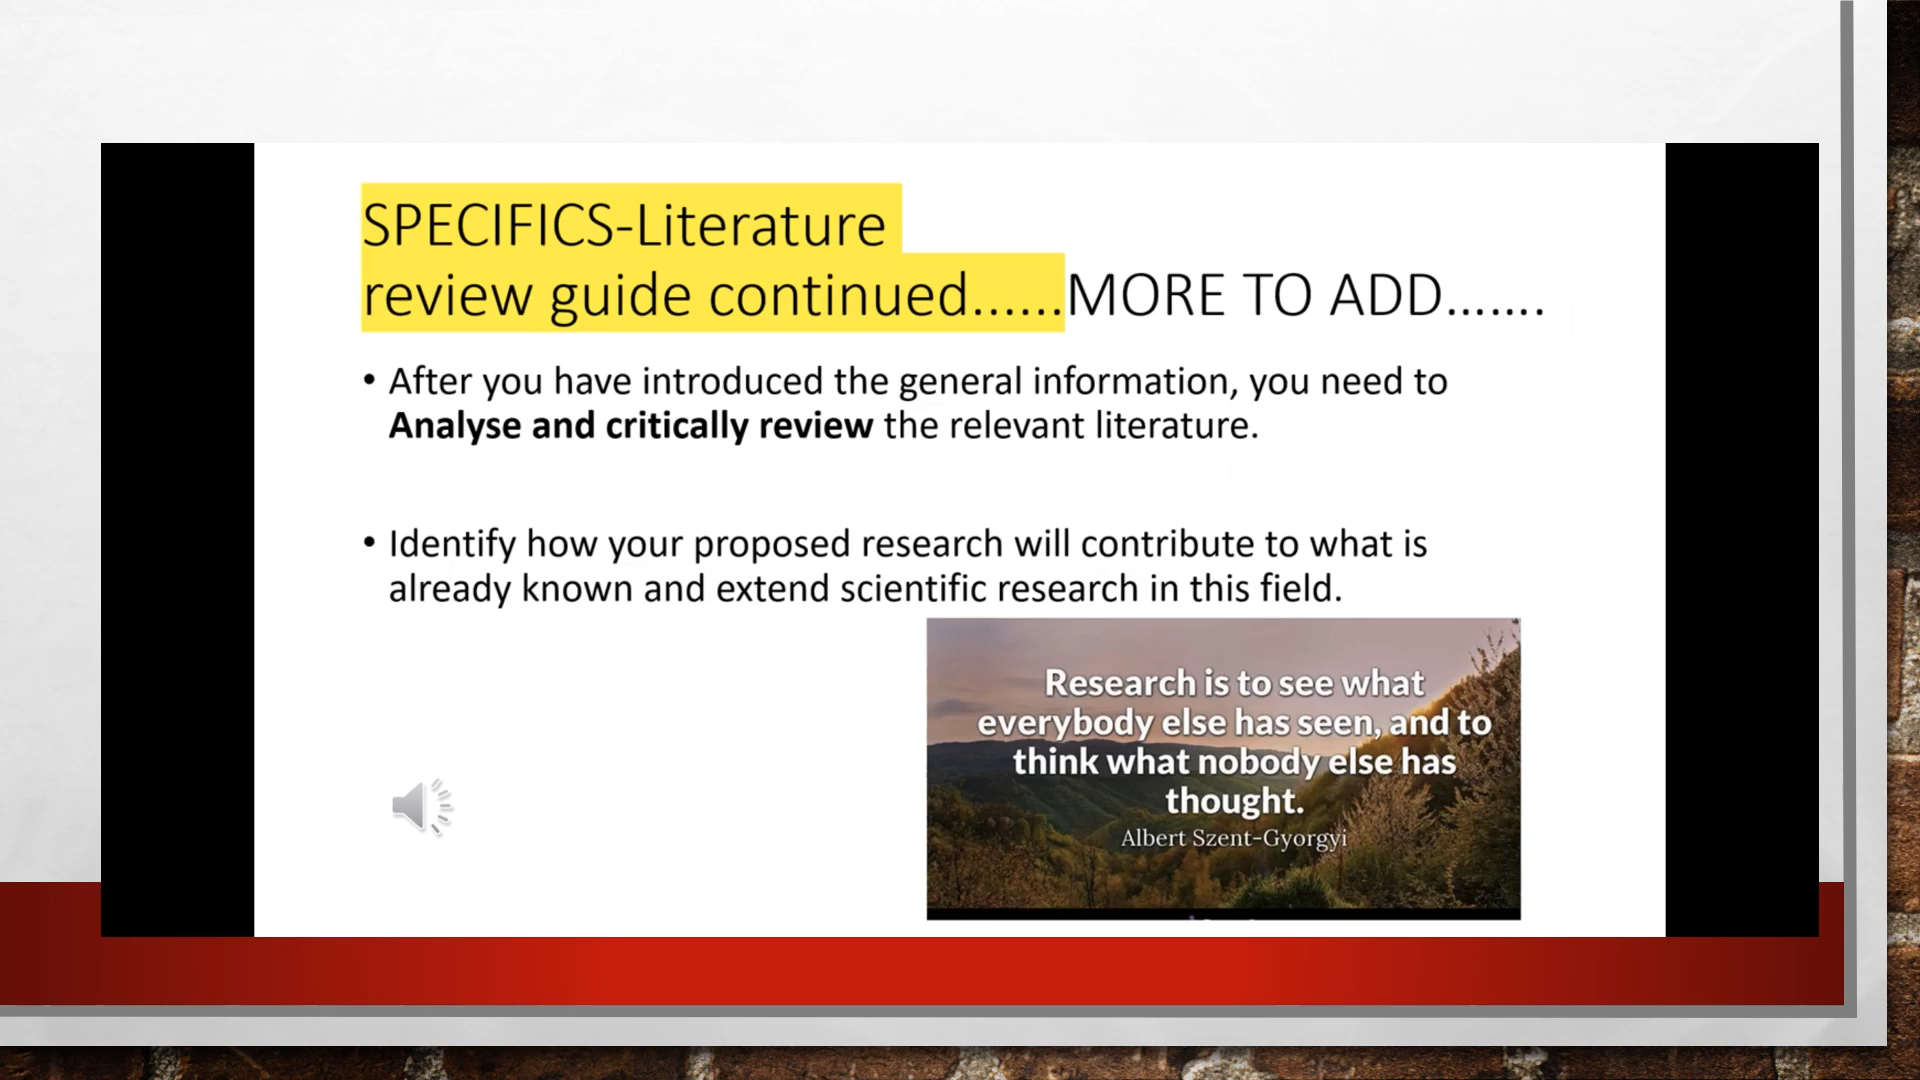 SPECIFICS-Literature
review guide continued......MORE TO ADD.......
• After you have introduced the general information, you need to
Analyse and critically review the relevant literature.
• Identify how your proposed research will contribute to what is
already known and extend scientific research in this field.
Research is to see what
everybody else has seen, and to
think what nobody else has
thought.
Albert Szent-Gyorgyi